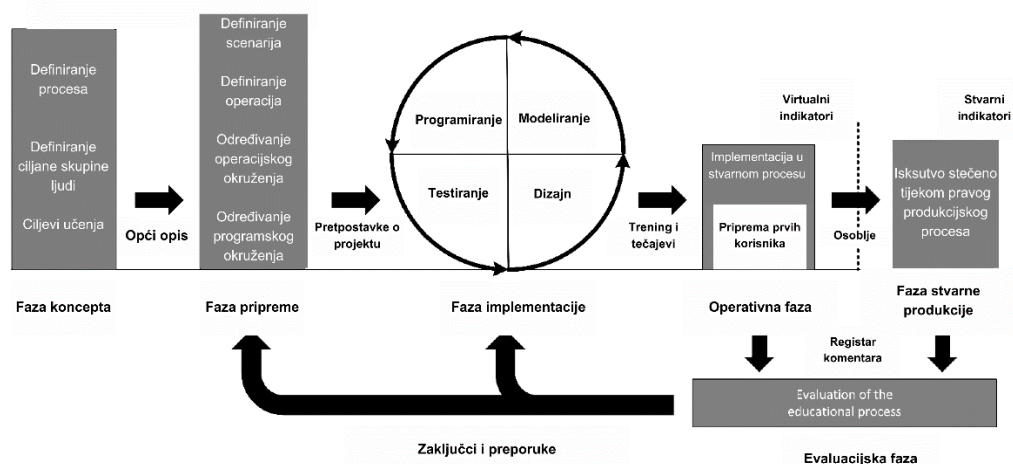 Definiranje
procesa
Definiranje
ciljane skupine
ljudi
Ciljevi učenja
Opći opis
Definiranje
scenarija
Definiranje
operacija
Određivanje
operacijskog
okruženja
Određivanje
programskog
okruženja
Pretpostavke o
projektu
Programiranje
Modeliranje
Testiranje
Dizajn
Trening i
tečajevi
Implementacija u
stvarnom procesu
Priprema prvih
korisnika
Virtualni
indikatori
Osoblje
Stvarni
indikatori
Isksutvo stečeno
tijekom pravog
produkcijskog
procesa
Faza koncepta
Faza pripreme
Faza implementacije
Operativna faza
Faza stvarne
produkcije
Registar
komentara
Evaluation of the
educational process
Zaključci i preporuke
Evaluacijska faza